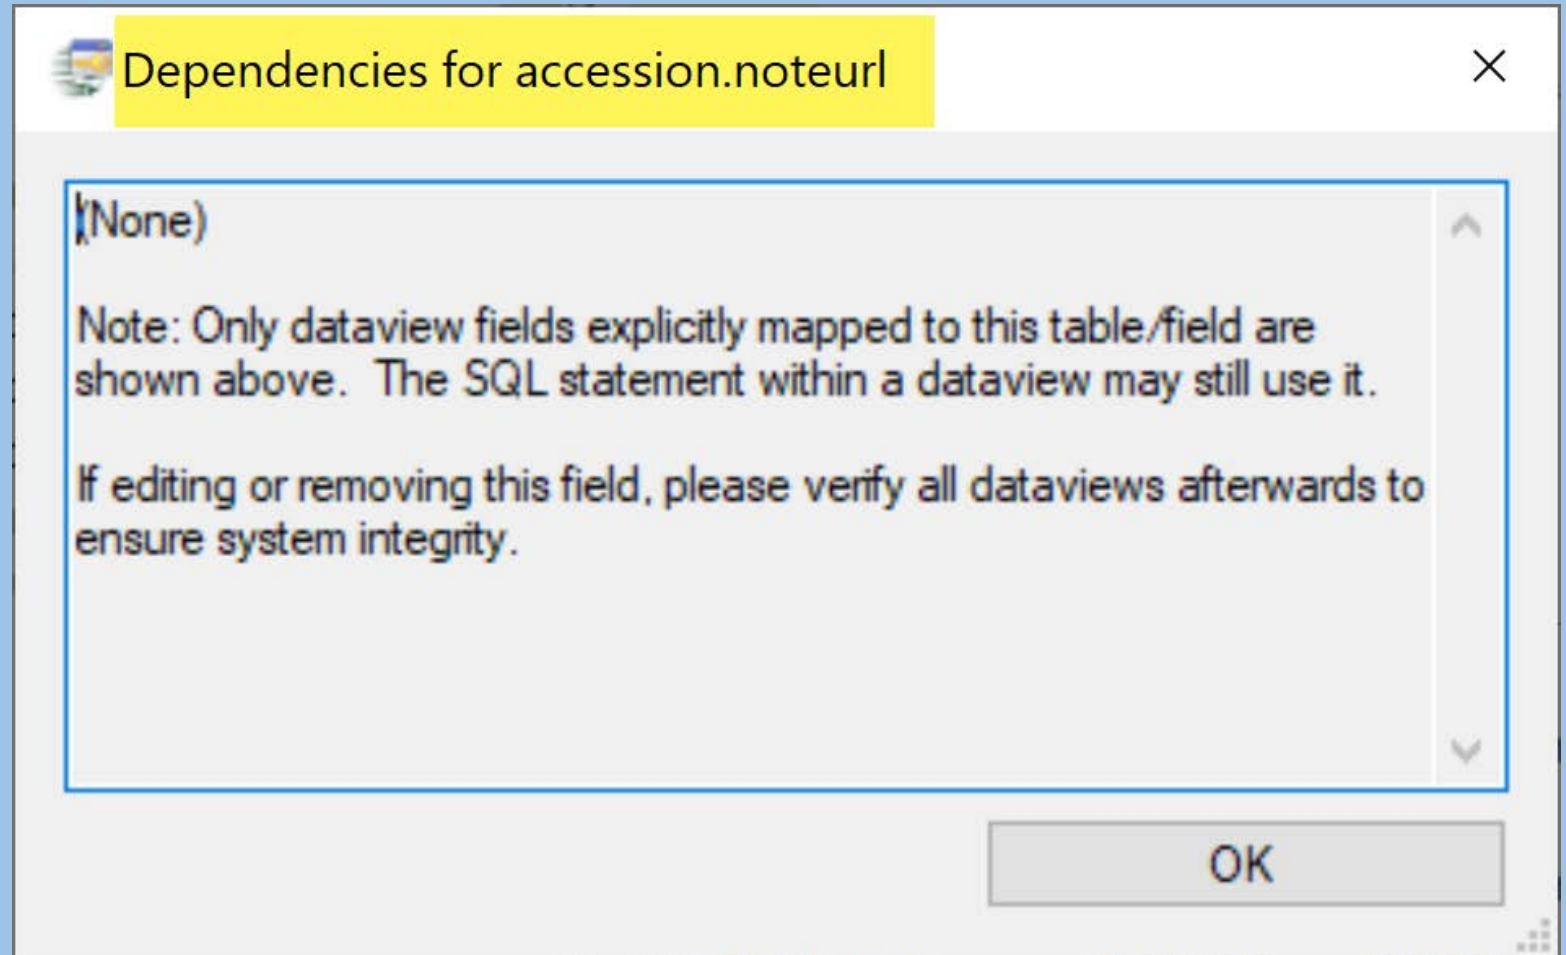 Dependencies for accession.noteurl
(None)
Note: Only dataview fields explicitly mapped to this table/field are
shown above.  The SQL statement within a dataview may still use it.
If editing or removing this field, please verify all dataviews afterwards to
ensure system integrity.
OK